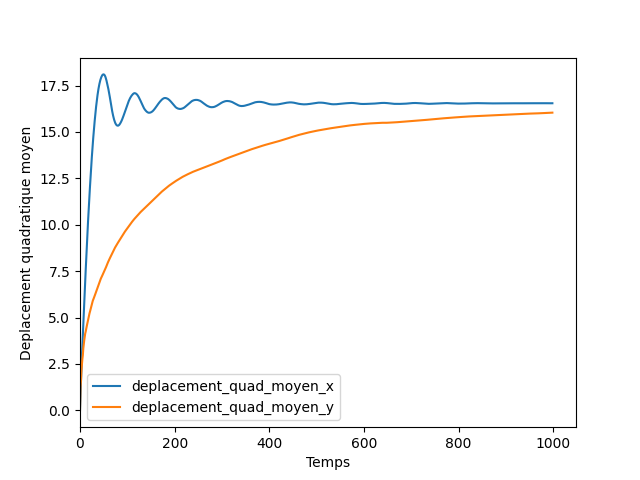 17.5
15.0
12.5
10.0
7.5
5.0
2.5
0.0
Deplacement quadratique moyen
deplacement_quad_moyen_x
deplacement_quad_moyen_y
0 200 400 600 800 1000
Temps